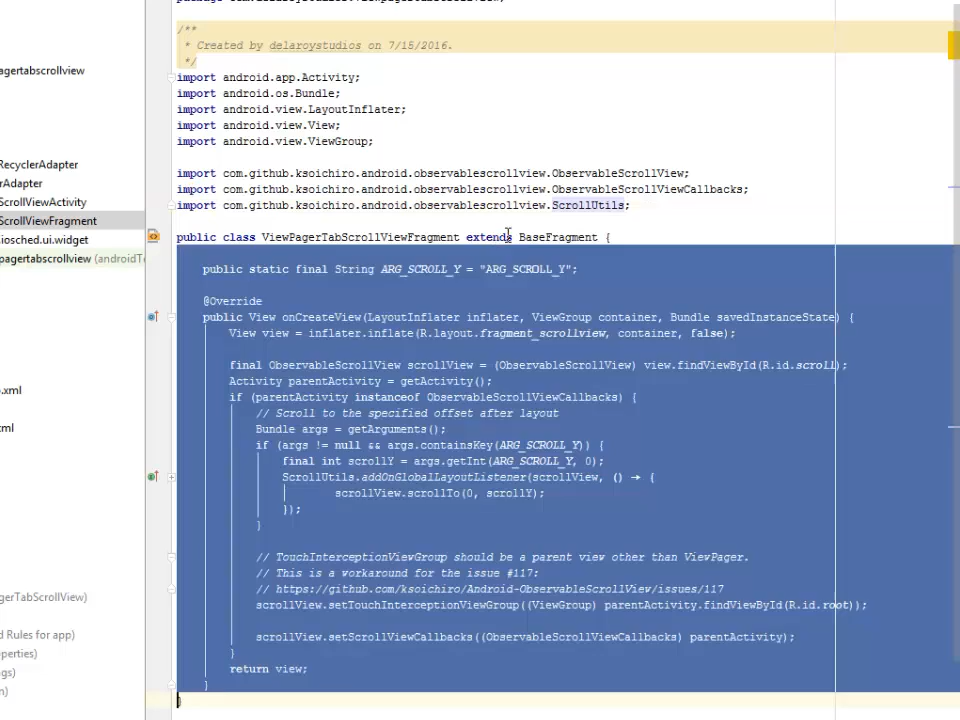 /**
* Created by delaroystudios on 7/15/2016.
*/
import android.app.Activity;
import android.os.Bundle;
import android.view.LayoutInflater;
import android.view.View;
import android.view.ViewGroup;
import com.github.ksoichiro.android.observablescrollview.ObservableScrollView;
import com.github.ksoichiro.android.observablescrollview.ObservableScrollViewCallbacks;
import com.github.ksoichiro.android.observablescrollview.ScrollUtils;
public class ViewPagerTabScrollViewFragment extends BaseFragment {
public static final String ARG_SCROLL_Y = "ARG_SCROLL_Y";
@Override
public View onCreateView(LayoutInflater inflater, ViewGroup container, Bundle savedInstanceState) {
View view = inflater.inflate(R.layout.fragment_scrollview, container, false);
final ObservableScrollView scrollView = (ObservableScrollView) view.findViewById(R.id.scroll);
Activity parentActivity = getActivity();
if (parentActivity instanceof ObservableScrollViewCallbacks) {
// Scroll to the specified offset after layout
Bundle args = getArguments();
if (args != null && args.containsKey(ARG_SCROLL_Y)) {
final int scrollY = args.getInt(ARG_SCROLL_Y, 0);
ScrollUtils.addOnGlobalLayoutListener(scrollView, () → {
scrollView.scrollTo(0, scrollY);
});
}
// TouchInterceptionViewGroup should be a parent view other than ViewPager.
// This is a workaround for the issue #117:
// https://github.com/ksoichiro/Android-ObservableScrollView/issues/117
scrollView.setTouchInterceptionViewGroup((ViewGroup) parentActivity.findViewById(R.id.root));
scrollView.setScrollViewCallbacks((ObservableScrollViewCallbacks) parentActivity);
}
return view;
}
}
agertabscrollview
RecyclerAdapter
rAdapter
ScrollViewActivity
ScrollViewFragment
.iosched.ui.widget
pagertabscrollview (androidT
o.xml
ml
gerTabScrollView)
d Rules for app)
perties)
gs)
n)